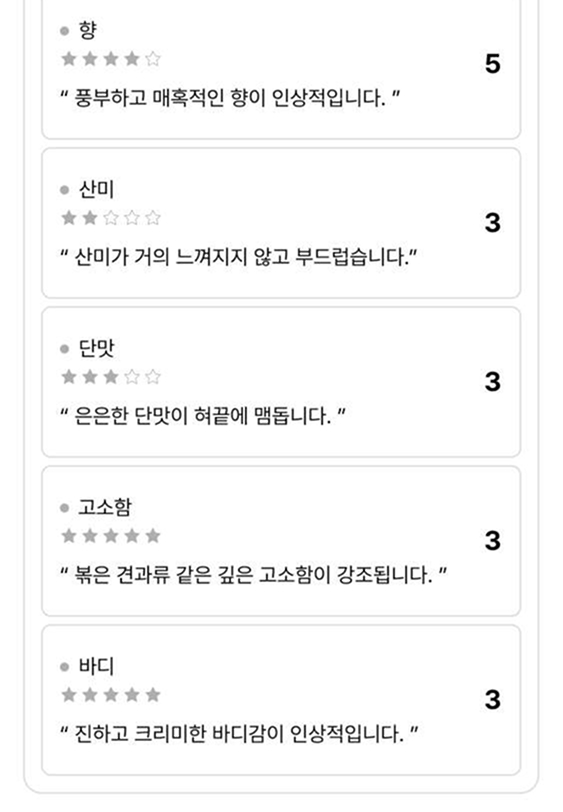 향
5
“ 풍부하고 매혹적인 향이 인상적입니다. ”
산미
3
“ 산미가 거의 느껴지지 않고 부드럽습니다.”
단맛
3
“ 은은한 단맛이 혀끝에 맴돕니다. ”
고소함
3
“ 볶은 견과류 같은 깊은 고소함이 강조됩니다. ”
바디
3
“ 진하고 크리미한 바디감이 인상적입니다. ”